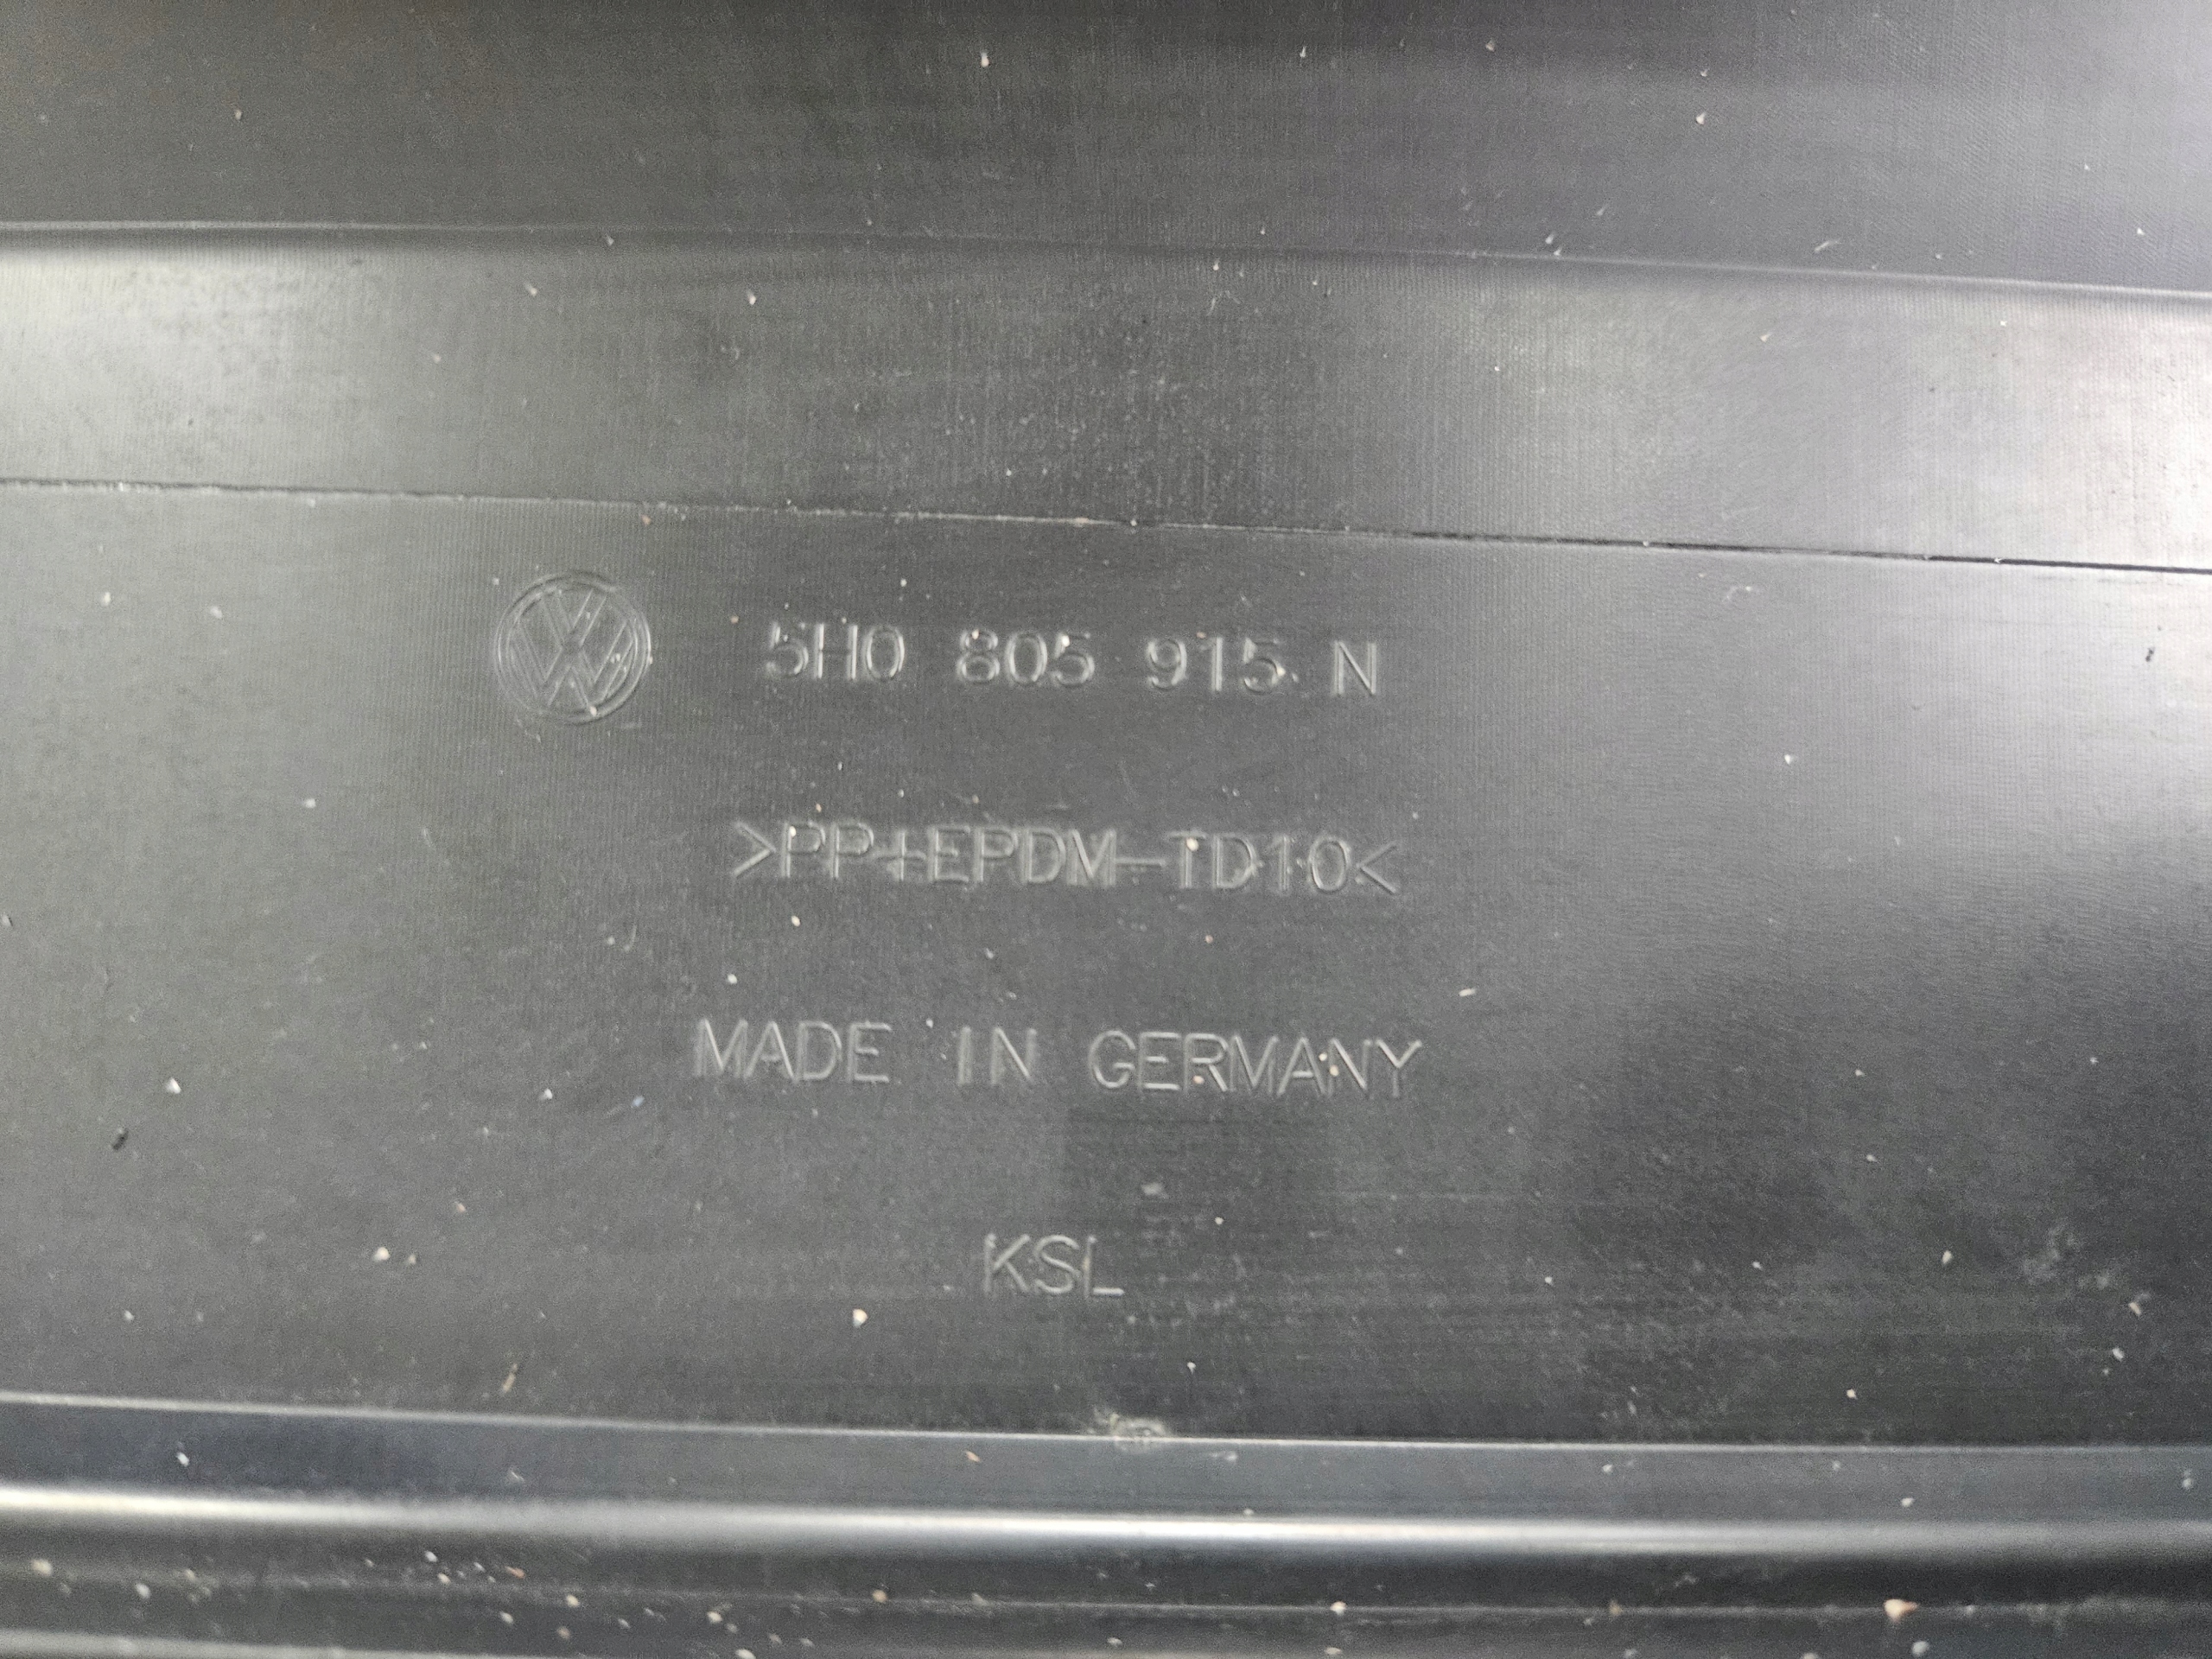 5H0 805 915 N
>PP+EPDM-TD10<
MADE IN GERMANY
KSL